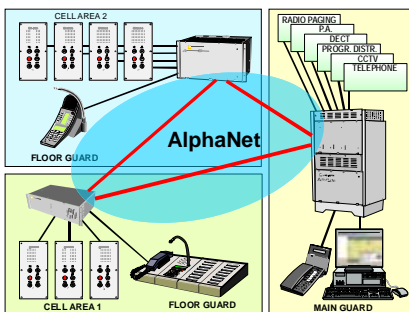 CELL AREA 2
FLOOR GUARD
AlphaNet
RADIO PAGING
P.A.
DECT
PROGR. DISTR.
CCTV
TELEPHONE
CELL AREA 1
FLOOR GUARD
MAIN GUARD